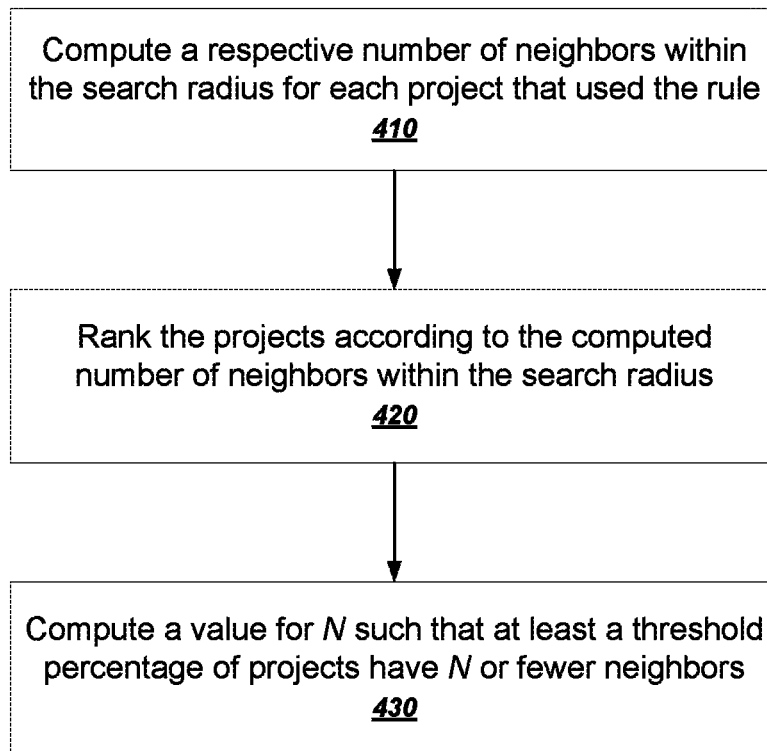 Compute a respective number of neighbors within
the search radius for each project that used the rule
410
Rank the projects according to the computed
number of neighbors within the search radius
420
Compute a value for N such that at least a threshold
percentage of projects have N or fewer neighbors
430